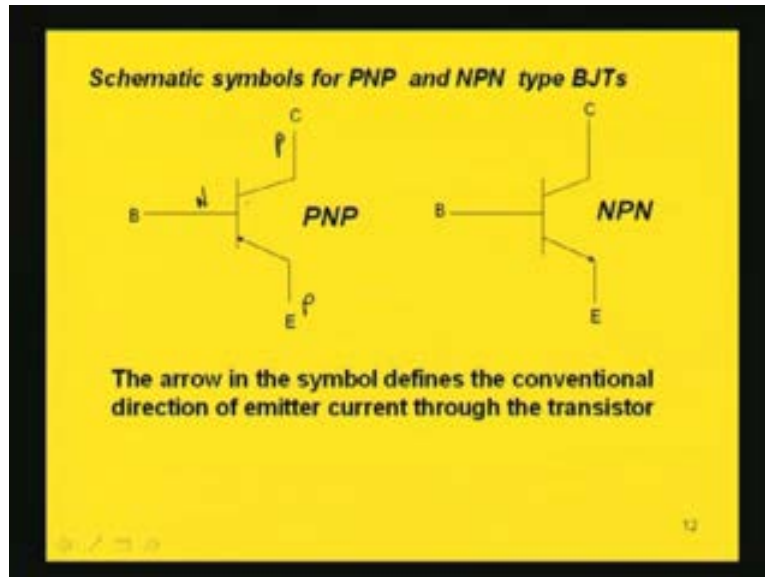 Schematic symbols for PNP and NPN type BJTs
C
P
N
B
PNP
E
P
C
B
NPN
E
The arrow in the symbol defines the conventional
direction of emitter current through the transistor
12